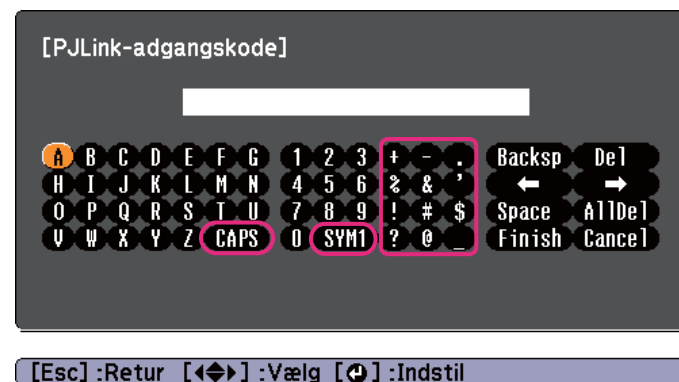 [PJLink-adgangskode]
A B C D E F G 1 2 3 + - . Backsp Del
H I J K L M N 4 5 6 % & ' ← →
O P Q R S T U 7 8 9 ! # $ Space AllDel
V W X Y Z CAPS 0 SYM1 ? @ _ Finish Cancel
[Esc] :Retur [◀◆▶] :Vælg [⏎] :Indstil